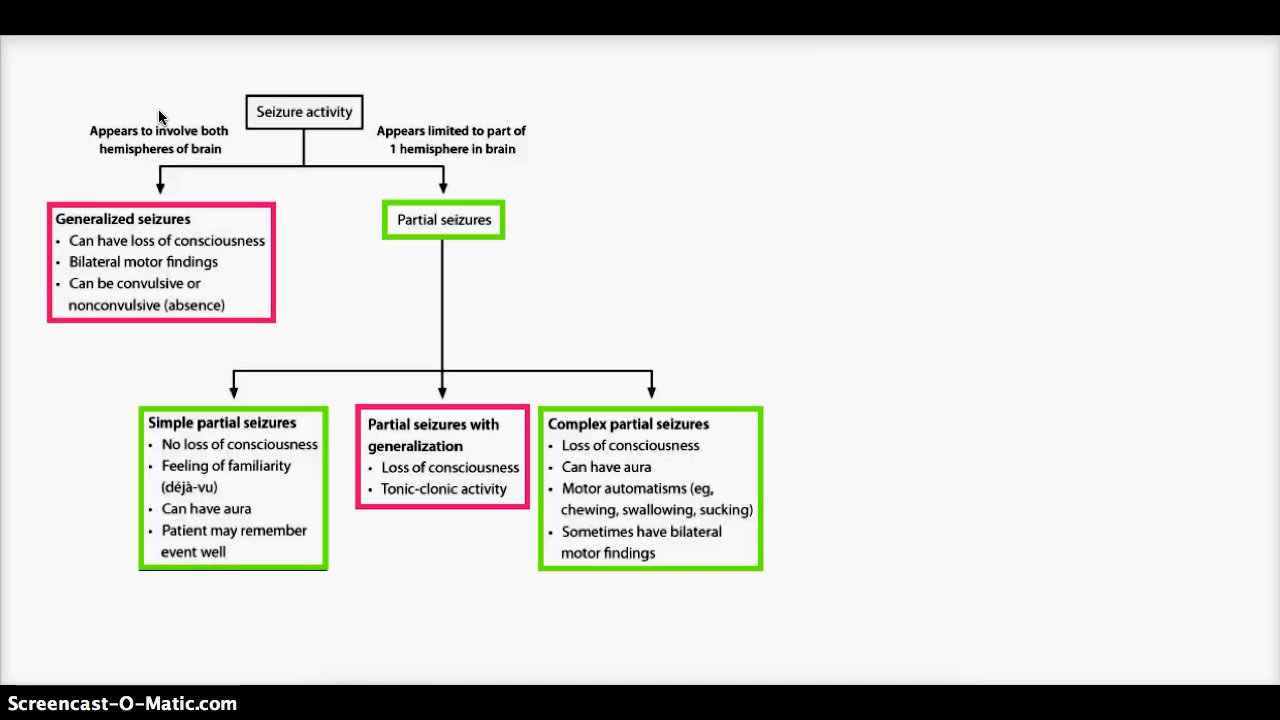 Seizure activity
Appears to involve both
hemispheres of brain
Appears limited to part of
1 hemisphere in brain
Generalized seizures
• Can have loss of consciousness
• Bilateral motor findings
• Can be convulsive or
nonconvulsive (absence)
Partial seizures
Simple partial seizures
• No loss of consciousness
• Feeling of familiarity
(déjà-vu)
• Can have aura
• Patient may remember
event well
Partial seizures with
generalization
• Loss of consciousness
• Tonic-clonic activity
Complex partial seizures
• Loss of consciousness
• Can have aura
• Motor automatisms (eg,
chewing, swallowing, sucking)
• Sometimes have bilateral
motor findings
Screencast-O-Matic.com